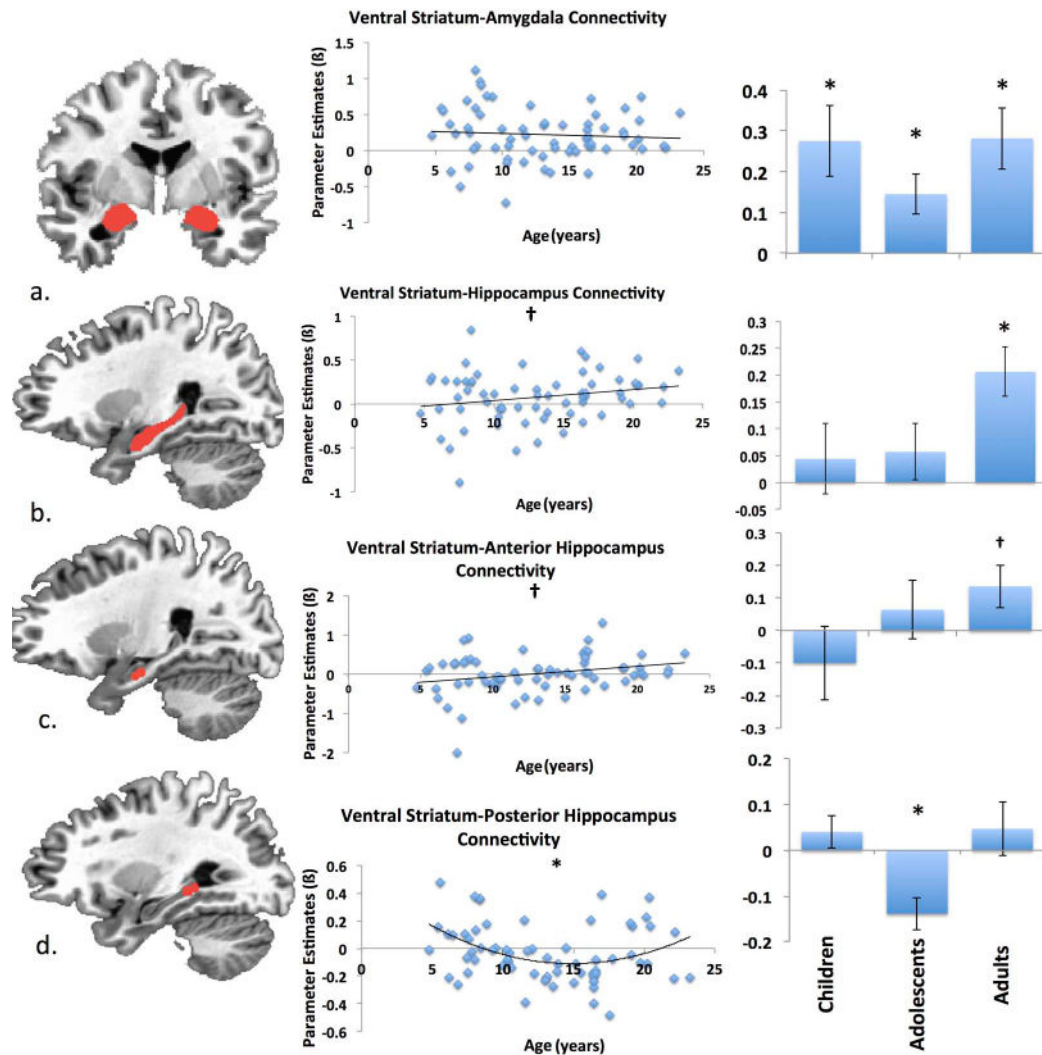 Ventral Striatum-Amygdala Connectivity
Parameter Estimates (ß)
1.5
1
0.5
0
-0.5
-1
0 5 10 15 20 25
Age (years)
* * *
0.4
0.3
0.2
0.1
0
a.
Ventral Striatum-Hippocampus Connectivity
†
Parameter Estimates (ß)
1
0.5
0
-0.5
-1
0 5 10 15 20 25
Age (years)
*
0.3
0.25
0.2
0.15
0.1
0.05
0
-0.05
b.
Ventral Striatum-Anterior Hippocampus
Connectivity
†
Parameter Estimates (ß)
2
1
0
-1
-2
0 5 10 15 20 25
Age (years)
†
0.3
0.2
0.1
0
-0.1
-0.2
-0.3
c.
Ventral Striatum-Posterior Hippocampus
Connectivity
*
Parameter Estimates (ß)
0.6
0.4
0.2
0
-0.2
-0.4
-0.6
0 5 10 15 20 25
Age (years)
*
0.2
0.1
0
-0.1
-0.2
Children
Adolescents
Adults
d.